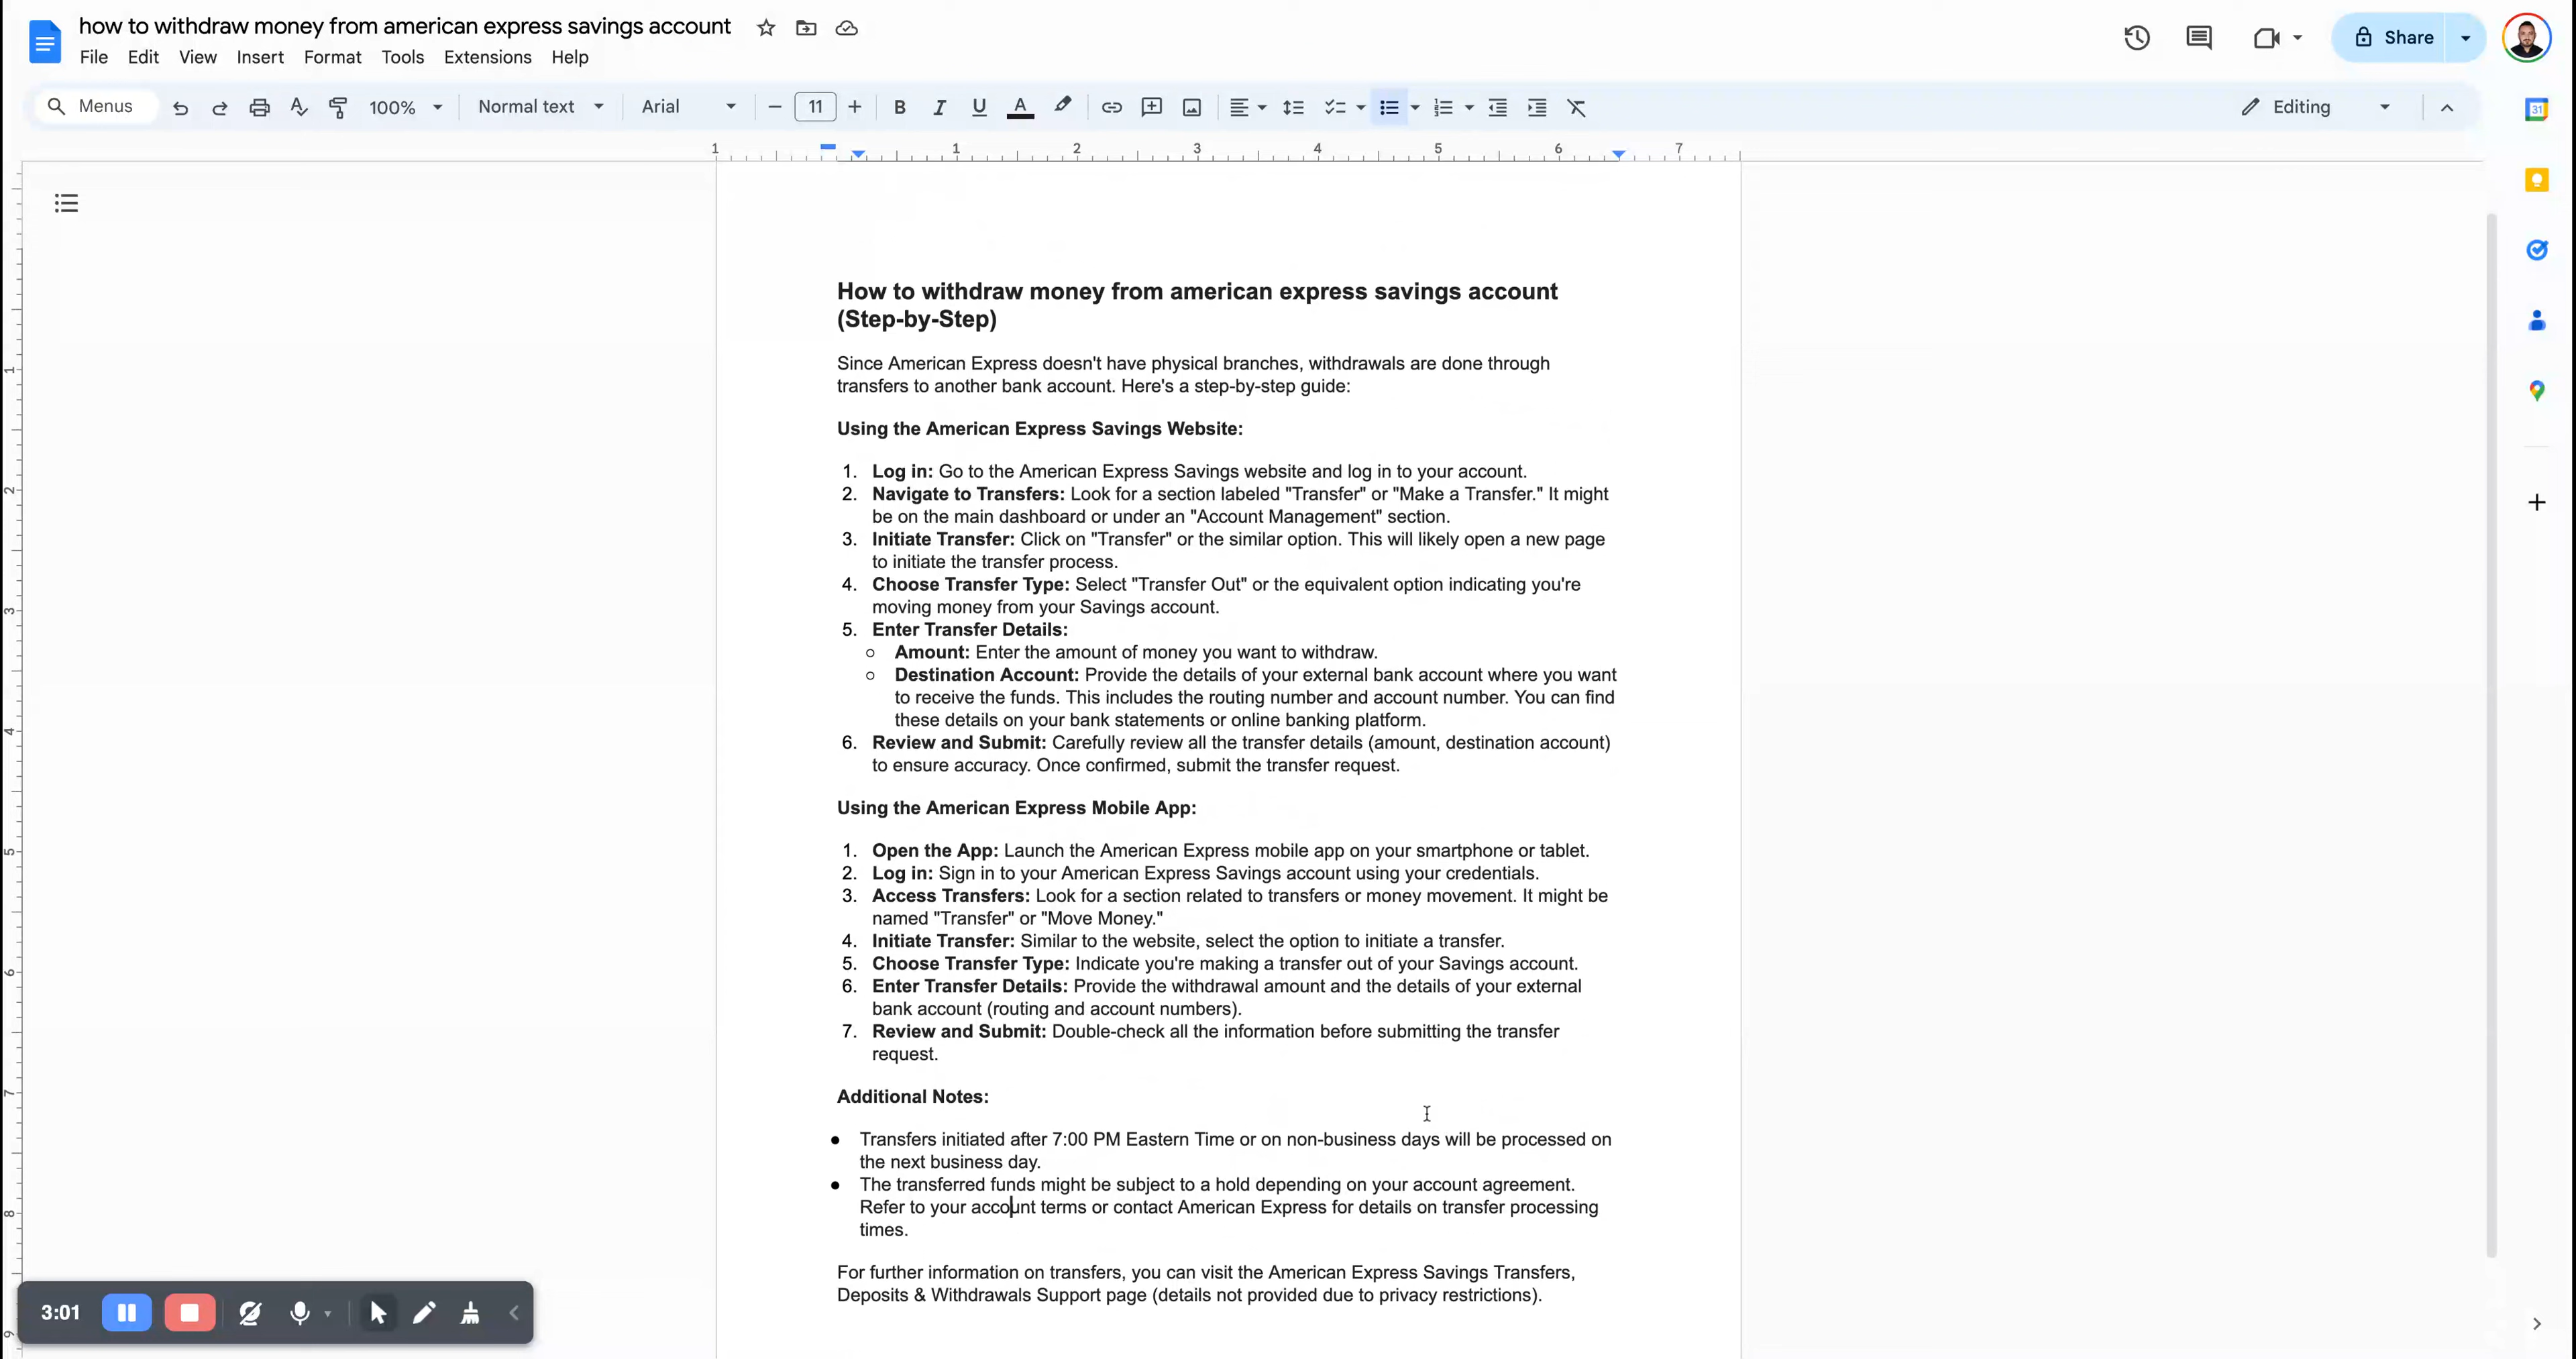 how to withdraw money from american express savings account
File Edit View Insert Format Tools Extensions Help
Share
Menus 100% Normal text Arial 11 B I U A Editing
31
1 1 2 3 4 5 6 7
How to withdraw money from american express savings account
(Step-by-Step)
Since American Express doesn't have physical branches, withdrawals are done through
transfers to another bank account. Here's a step-by-step guide:
Using the American Express Savings Website:
1. Log in: Go to the American Express Savings website and log in to your account.
2. Navigate to Transfers: Look for a section labeled "Transfer" or "Make a Transfer." It might
be on the main dashboard or under an "Account Management" section.
3. Initiate Transfer: Click on "Transfer" or the similar option. This will likely open a new page
to initiate the transfer process.
4. Choose Transfer Type: Select "Transfer Out" or the equivalent option indicating you're
moving money from your Savings account.
5. Enter Transfer Details:
○ Amount: Enter the amount of money you want to withdraw.
○ Destination Account: Provide the details of your external bank account where you want
to receive the funds. This includes the routing number and account number. You can find
these details on your bank statements or online banking platform.
6. Review and Submit: Carefully review all the transfer details (amount, destination account)
to ensure accuracy. Once confirmed, submit the transfer request.
Using the American Express Mobile App:
1. Open the App: Launch the American Express mobile app on your smartphone or tablet.
2. Log in: Sign in to your American Express Savings account using your credentials.
3. Access Transfers: Look for a section related to transfers or money movement. It might be
named "Transfer" or "Move Money."
4. Initiate Transfer: Similar to the website, select the option to initiate a transfer.
5. Choose Transfer Type: Indicate you're making a transfer out of your Savings account.
6. Enter Transfer Details: Provide the withdrawal amount and the details of your external
bank account (routing and account numbers).
7. Review and Submit: Double-check all the information before submitting the transfer
request.
Additional Notes:
● Transfers initiated after 7:00 PM Eastern Time or on non-business days will be processed on
the next business day.
● The transferred funds might be subject to a hold depending on your account agreement.
Refer to your account terms or contact American Express for details on transfer processing
times.
For further information on transfers, you can visit the American Express Savings Transfers,
Deposits & Withdrawals Support page (details not provided due to privacy restrictions).
1
2
3
4
5
6
7
8
9
3:01